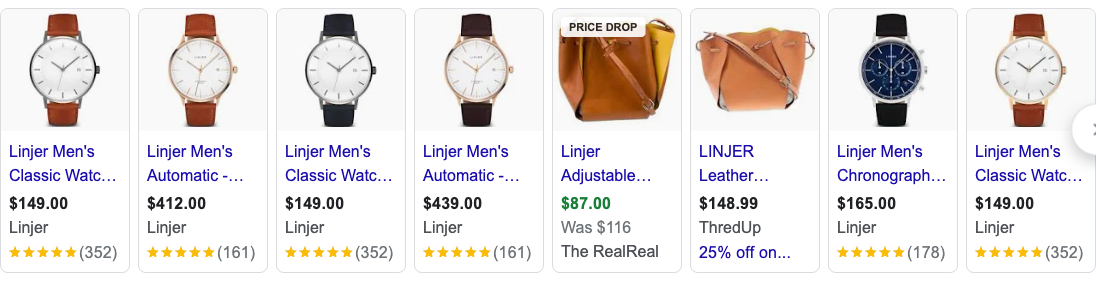 Linjer Men's
Classic Watc...
$149.00
Linjer
★★★★★(352)
LINJER
Linjer Men's
Automatic -...
$412.00
Linjer
★★★★★(161)
Linjer Men's
Classic Watc...
$149.00
Linjer
★★★★★(352)
LINJER
Linjer Men's
Automatic -...
$439.00
Linjer
★★★★★(161)
PRICE DROP
Linjer
Adjustable...
$87.00
Was $116
The RealReal
LINJER
Leather...
$148.99
ThredUp
25% off on...
LINJER
Linjer Men's
Chronograph...
$165.00
Linjer
★★★★★(178)
Linjer Men's
Classic Watc...
$149.00
Linjer
★★★★★(352)